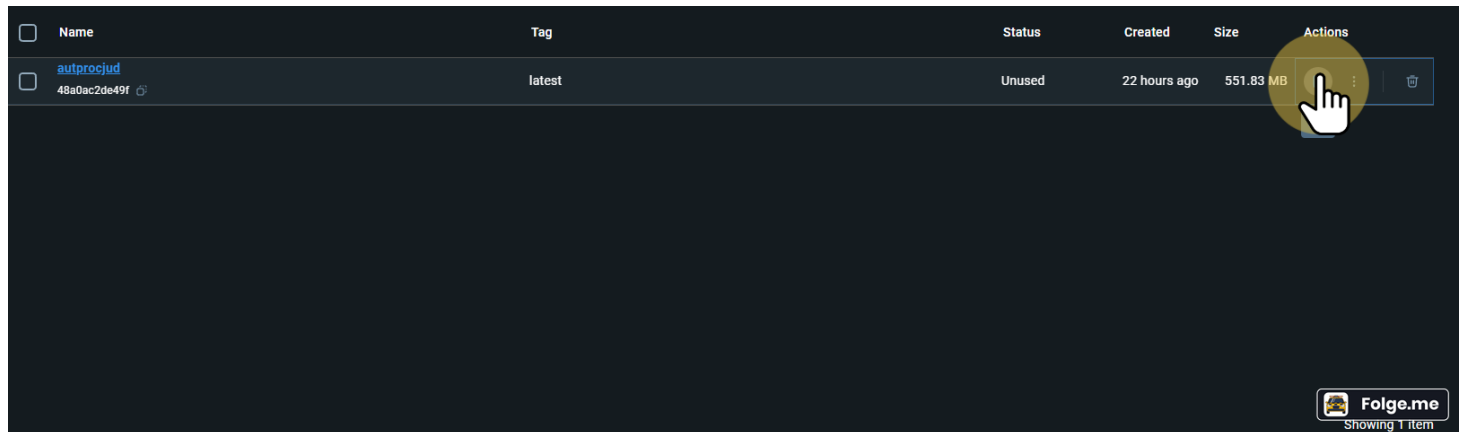 Name Tag Status Created Size Actions
autprocjud
48a0ac2de49f
latest Unused 22 hours ago 551.83 MB
Folge.me
Showing 1 item